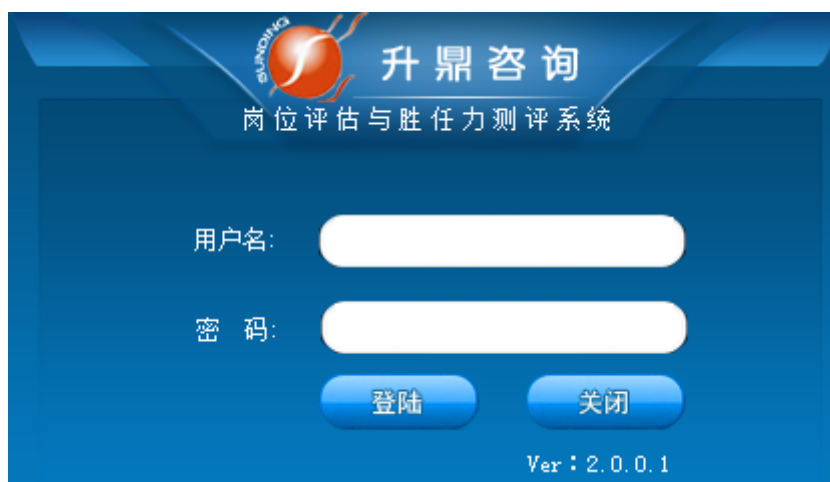 SUNDING
升鼎咨询
岗位评估与胜任力测评系统
用户名:
密 码:
登陆 关闭
Ver：2.0.0.1